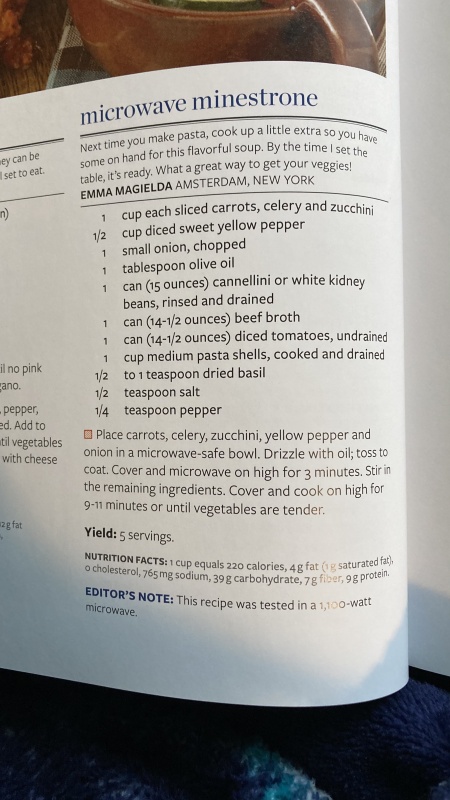 microwave minestrone
Next time you make pasta, cook up a little extra so you have
some on hand for this flavorful soup. By the time I set the
table, it's ready. What a great way to get your veggies!
EMMA MAGIELDA AMSTERDAM, NEW YORK
1 cup each sliced carrots, celery and zucchini
1/2 cup diced sweet yellow pepper
1 small onion, chopped
1 tablespoon olive oil
1 can (15 ounces) cannellini or white kidney
beans, rinsed and drained
1 can (14-1/2 ounces) beef broth
1 can (14-1/2 ounces) diced tomatoes, undrained
1 cup medium pasta shells, cooked and drained
1/2 to 1 teaspoon dried basil
1/2 teaspoon salt
1/4 teaspoon pepper
Place carrots, celery, zucchini, yellow pepper and
onion in a microwave-safe bowl. Drizzle with oil; toss to
coat. Cover and microwave on high for 3 minutes. Stir in
the remaining ingredients. Cover and cook on high for
9-11 minutes or until vegetables are tender.
Yield: 5 servings.
NUTRITION FACTS: 1 cup equals 220 calories, 4 g fat (1 g saturated fat),
0 cholesterol, 765 mg sodium, 39 g carbohydrate, 7 g fiber, 9 g protein.
EDITOR'S NOTE: This recipe was tested in a 1,100-watt
microwave.
ey can be
set to eat.
n)
il no pink
gano.
, pepper,
ed. Add to
til vegetables
with cheese
2 g fat